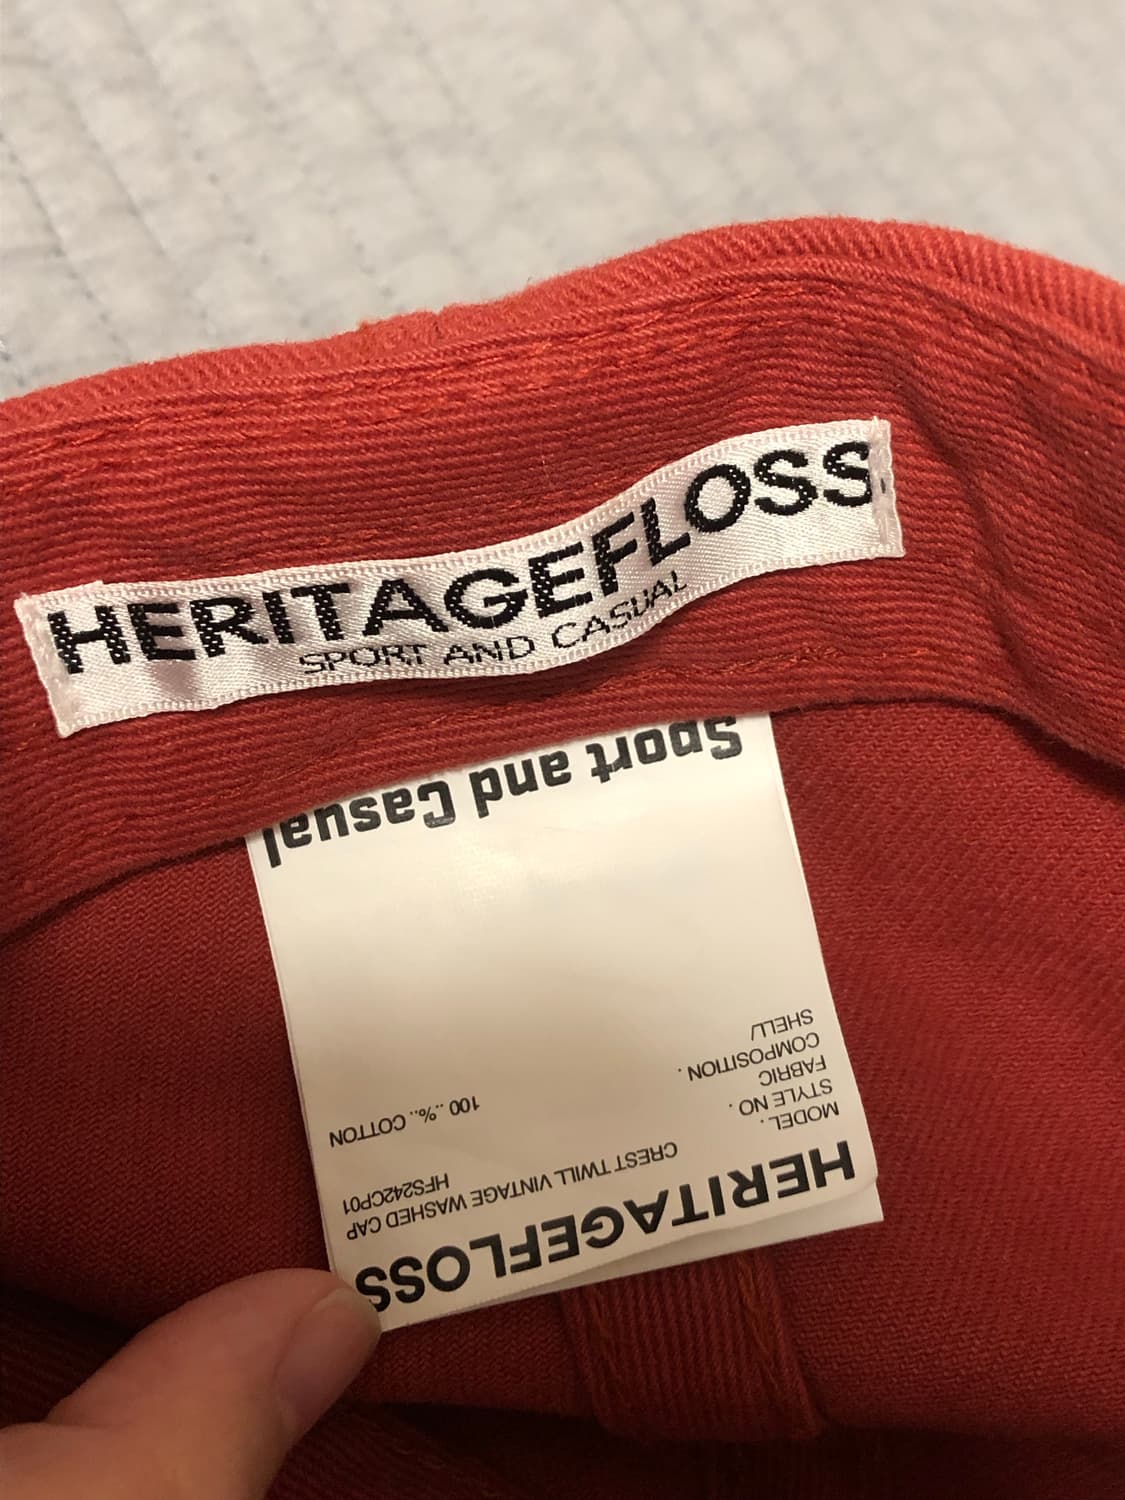 HERITAGEFLOSS
SPORT AND CASUAL
HERITAGEFLOSS
MODEL. CREST TWILL VINTAGE WASHED CAP
STYLE NO. HFS242CP01
FABRIC
COMPOSITION.
SHELL/ 100..%.. COTTON
Sport and Casual